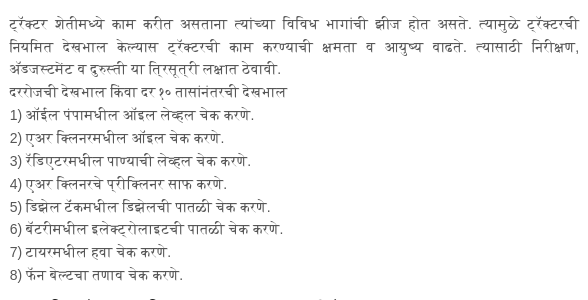 ट्रॅक्टर शेतीमध्ये काम करीत असताना त्यांच्या विविध भागांची झीज होत असते. त्यामुळे ट्रॅक्टरची
नियमित देखभाल केल्यास ट्रॅक्टरची काम करण्याची क्षमता व आयुष्य वाढते. त्यासाठी निरीक्षण,
अ‍ॅडजस्टमेंट व दुरुस्ती या त्रिसूत्री लक्षात ठेवावी.
दररोजची देखभाल किंवा दर १० तासांनंतरची देखभाल
1) ऑईल पंपामधील ऑइल लेव्हल चेक करणे.
2) एअर क्लिनरमधील ऑइल चेक करणे.
3) रॅडिएटरमधील पाण्याची लेव्हल चेक करणे.
4) एअर क्लिनरचे प्रीक्लिनर साफ करणे.
5) डिझेल टॅकमधील डिझेलची पातळी चेक करणे.
6) बॅटरीमधील इलेक्ट्रोलाइटची पातळी चेक करणे.
7) टायरमधील हवा चेक करणे.
8) फॅन बेल्टचा तणाव चेक करणे.